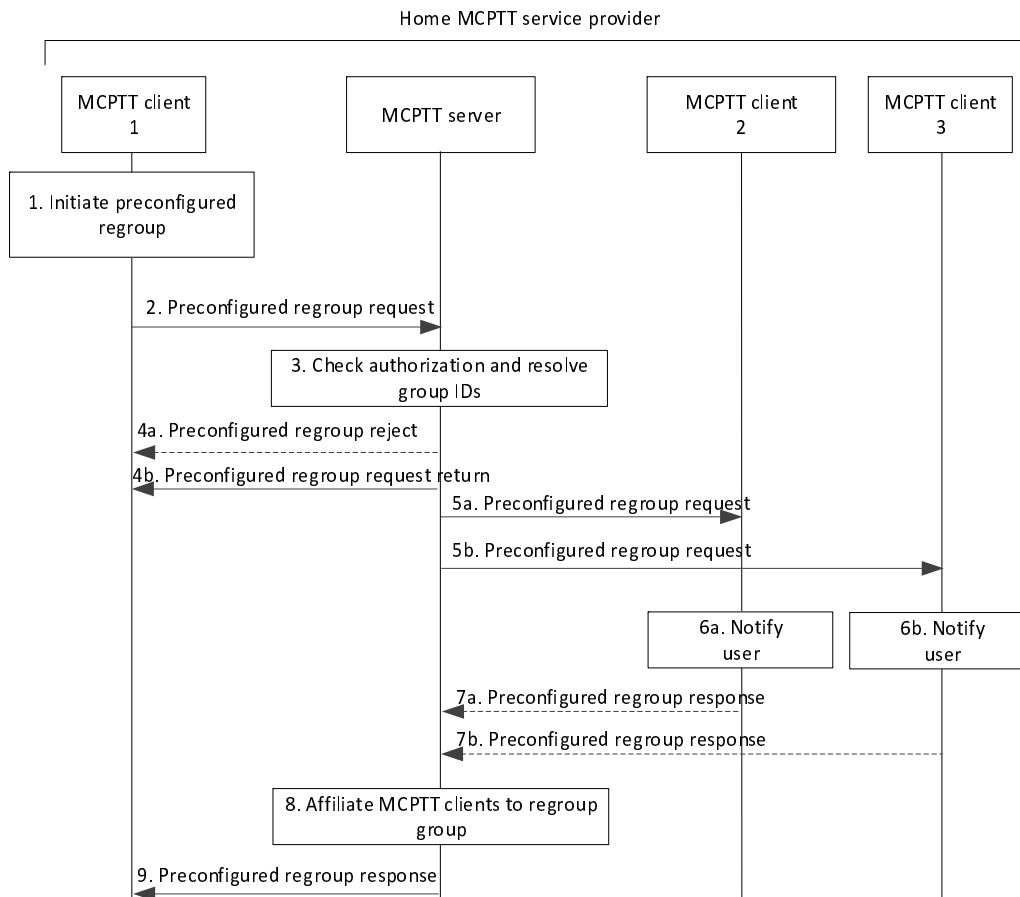 Home MCPTT service provider
MCPTT client
1
MCPTT server
MCPTT client
2
MCPTT client
3
1. Initiate preconfigured
regroup
2. Preconfigured regroup request
3. Check authorization and resolve
group IDs
4a. Preconfigured regroup reject
4b. Preconfigured regroup request return
5a. Preconfigured regroup request
5b. Preconfigured regroup request
6a. Notify
user
6b. Notify
user
7a. Preconfigured regroup response
7b. Preconfigured regroup response
8. Affiliate MCPTT clients to regroup
group
9. Preconfigured regroup response